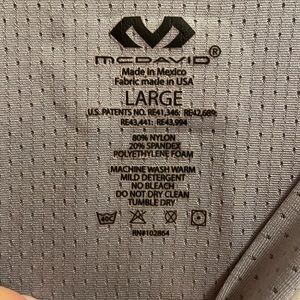 McDAVID®
Made in Mexico
Fabric made in USA
LARGE
U.S. PATENTS NO. RE41,346; RE42,689;
RE43,441; RE43,994
80% NYLON
20% SPANDEX
POLYETHYLENE FOAM
MACHINE WASH WARM
MILD DETERGENT
NO BLEACH
DO NOT DRY CLEAN
TUMBLE DRY
40C
RN#102864